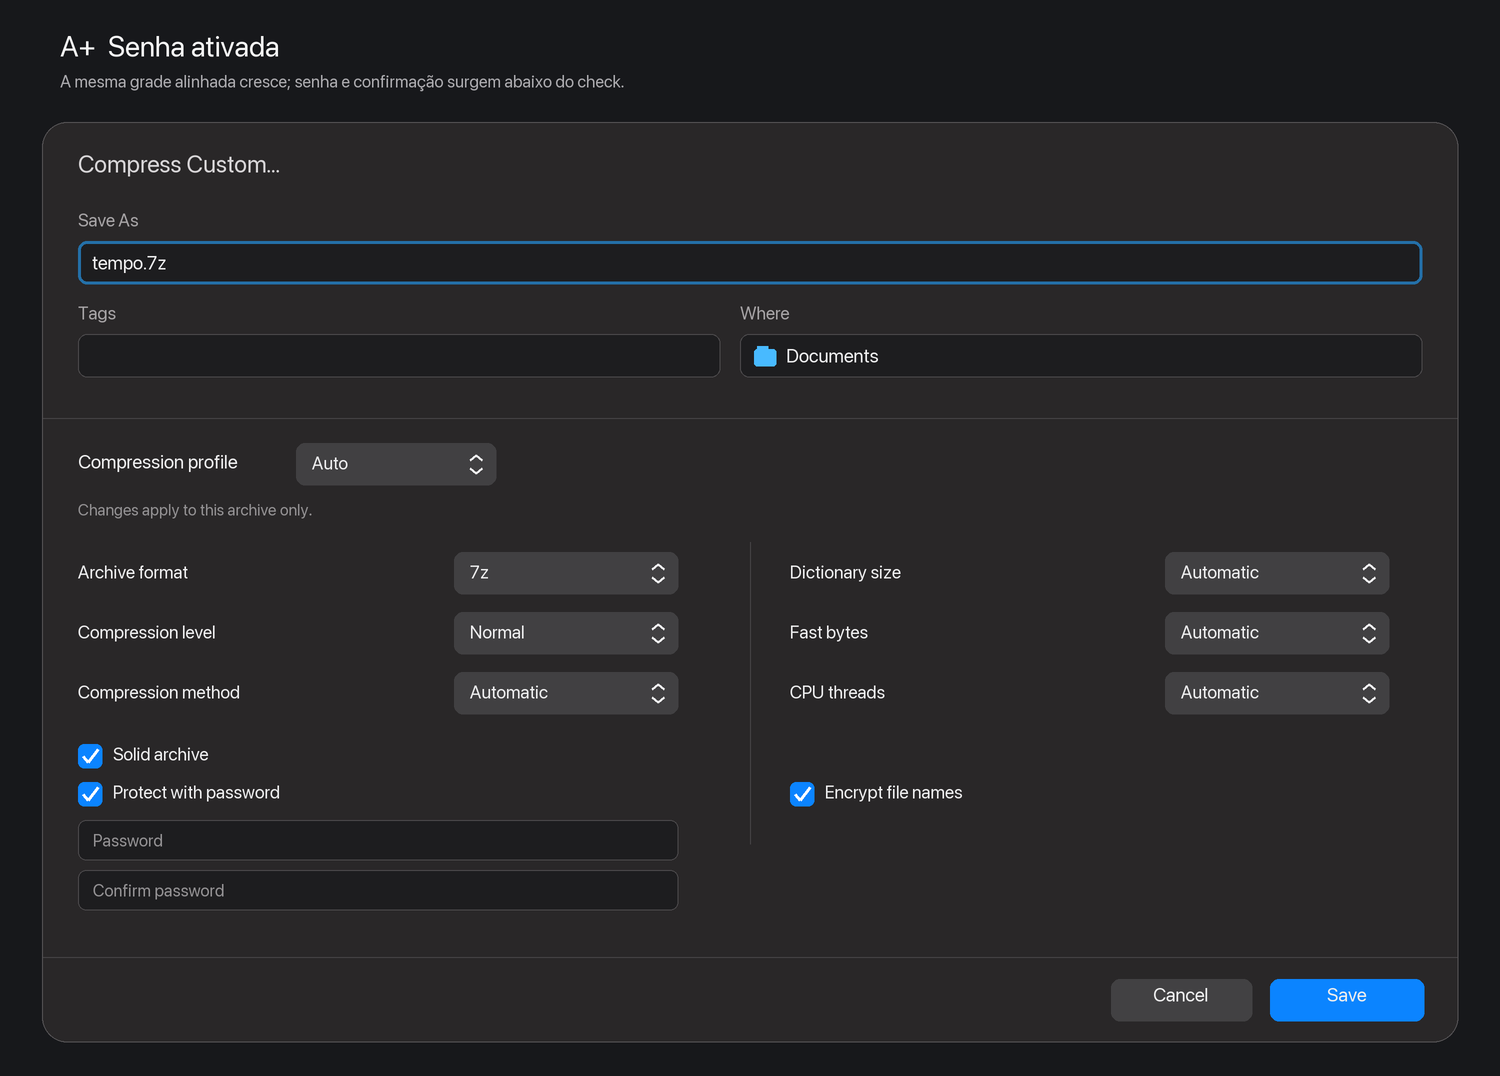 A+ Senha ativada
A mesma grade alinhada cresce; senha e confirmação surgem abaixo do check.
Compress Custom...
Save As
tempo.7z
Tags
Where
Documents
Compression profile
Auto
Changes apply to this archive only.
Archive format
7z
Dictionary size
Automatic
Compression level
Normal
Fast bytes
Automatic
Compression method
Automatic
CPU threads
Automatic
Solid archive
Protect with password
Encrypt file names
Password
Confirm password
Cancel
Save